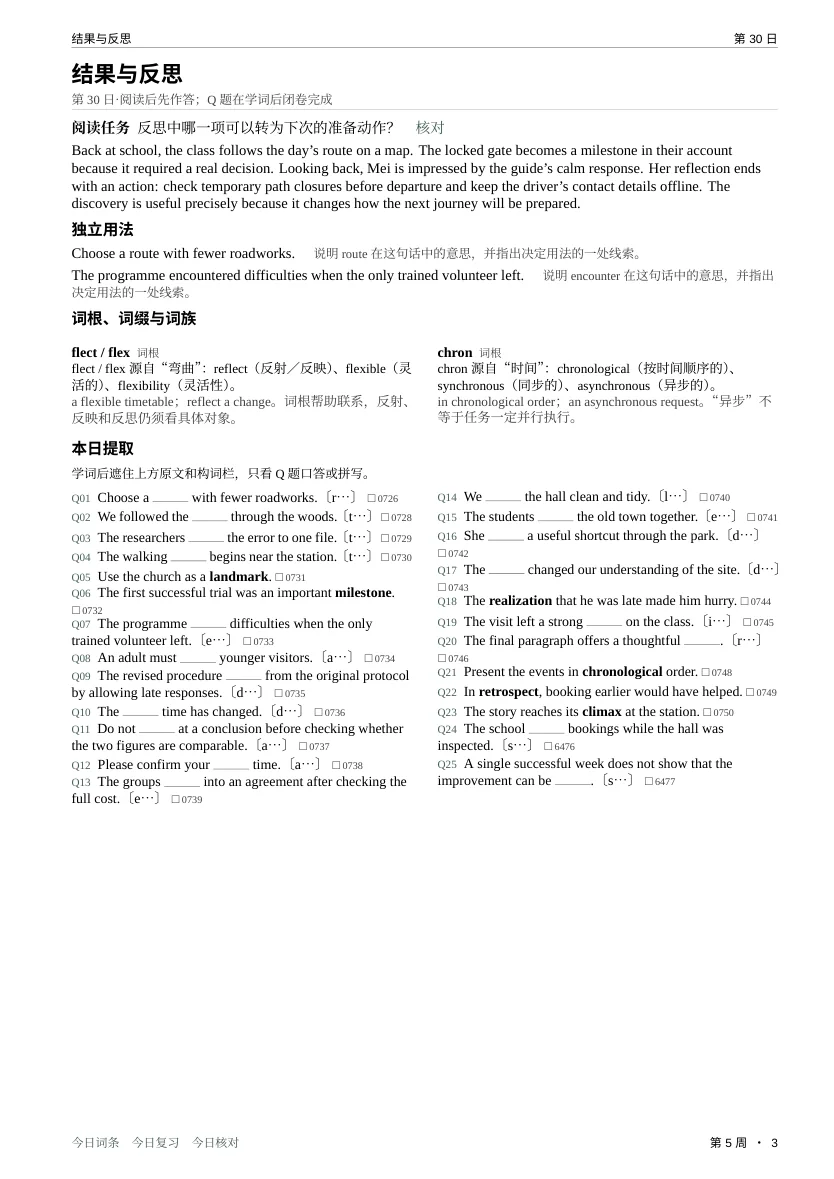 结果与反思 第 30 日
结果与反思
第 30 日·阅读后先作答；Q 题在学词后闭卷完成
阅读任务 反思中哪一项可以转为下次的准备动作？ 核对
Back at school, the class follows the day’s route on a map. The locked gate becomes a milestone in their account
because it required a real decision. Looking back, Mei is impressed by the guide’s calm response. Her reflection ends
with an action: check temporary path closures before departure and keep the driver’s contact details offline. The
discovery is useful precisely because it changes how the next journey will be prepared.
独立用法
Choose a route with fewer roadworks. 说明 route 在这句话中的意思，并指出决定用法的一处线索。
The programme encountered difficulties when the only trained volunteer left. 说明 encounter 在这句话中的意思，并指出
决定用法的一处线索。
词根、词缀与词族
flect / flex 词根
flect / flex 源自“弯曲”：reflect（反射／反映）、flexible（灵
活的）、flexibility（灵活性）。
a flexible timetable；reflect a change。词根帮助联系，反射、
反映和反思仍须看具体对象。
chron 词根
chron 源自“时间”：chronological（按时间顺序的）、
synchronous（同步的）、asynchronous（异步的）。
in chronological order；an asynchronous request。“异步”不
等于任务一定并行执行。
本日提取
学词后遮住上方原文和构词栏，只看 Q 题口答或拼写。
Q01 Choose a _____ with fewer roadworks.〔r…〕 □ 0726
Q02 We followed the _____ through the woods.〔t…〕 □ 0728
Q03 The researchers _____ the error to one file.〔t…〕 □ 0729
Q04 The walking _____ begins near the station.〔t…〕 □ 0730
Q05 Use the church as a landmark. □ 0731
Q06 The first successful trial was an important milestone.
□ 0732
Q07 The programme _____ difficulties when the only
trained volunteer left.〔e…〕 □ 0733
Q08 An adult must _____ younger visitors.〔a…〕 □ 0734
Q09 The revised procedure _____ from the original protocol
by allowing late responses.〔d…〕 □ 0735
Q10 The _____ time has changed.〔d…〕 □ 0736
Q11 Do not _____ at a conclusion before checking whether
the two figures are comparable.〔a…〕 □ 0737
Q12 Please confirm your _____ time.〔a…〕 □ 0738
Q13 The groups _____ into an agreement after checking the
full cost.〔e…〕 □ 0739
Q14 We _____ the hall clean and tidy.〔l…〕 □ 0740
Q15 The students _____ the old town together.〔e…〕 □ 0741
Q16 She _____ a useful shortcut through the park.〔d…〕
□ 0742
Q17 The _____ changed our understanding of the site.〔d…〕
□ 0743
Q18 The realization that he was late made him hurry. □ 0744
Q19 The visit left a strong _____ on the class.〔i…〕 □ 0745
Q20 The final paragraph offers a thoughtful _____.〔r…〕
□ 0746
Q21 Present the events in chronological order. □ 0748
Q22 In retrospect, booking earlier would have helped. □ 0749
Q23 The story reaches its climax at the station. □ 0750
Q24 The school _____ bookings while the hall was
inspected.〔s…〕 □ 6476
Q25 A single successful week does not show that the
improvement can be _____.〔s…〕 □ 6477
今日词条 今日复习 今日核对 第 5 周 · 3